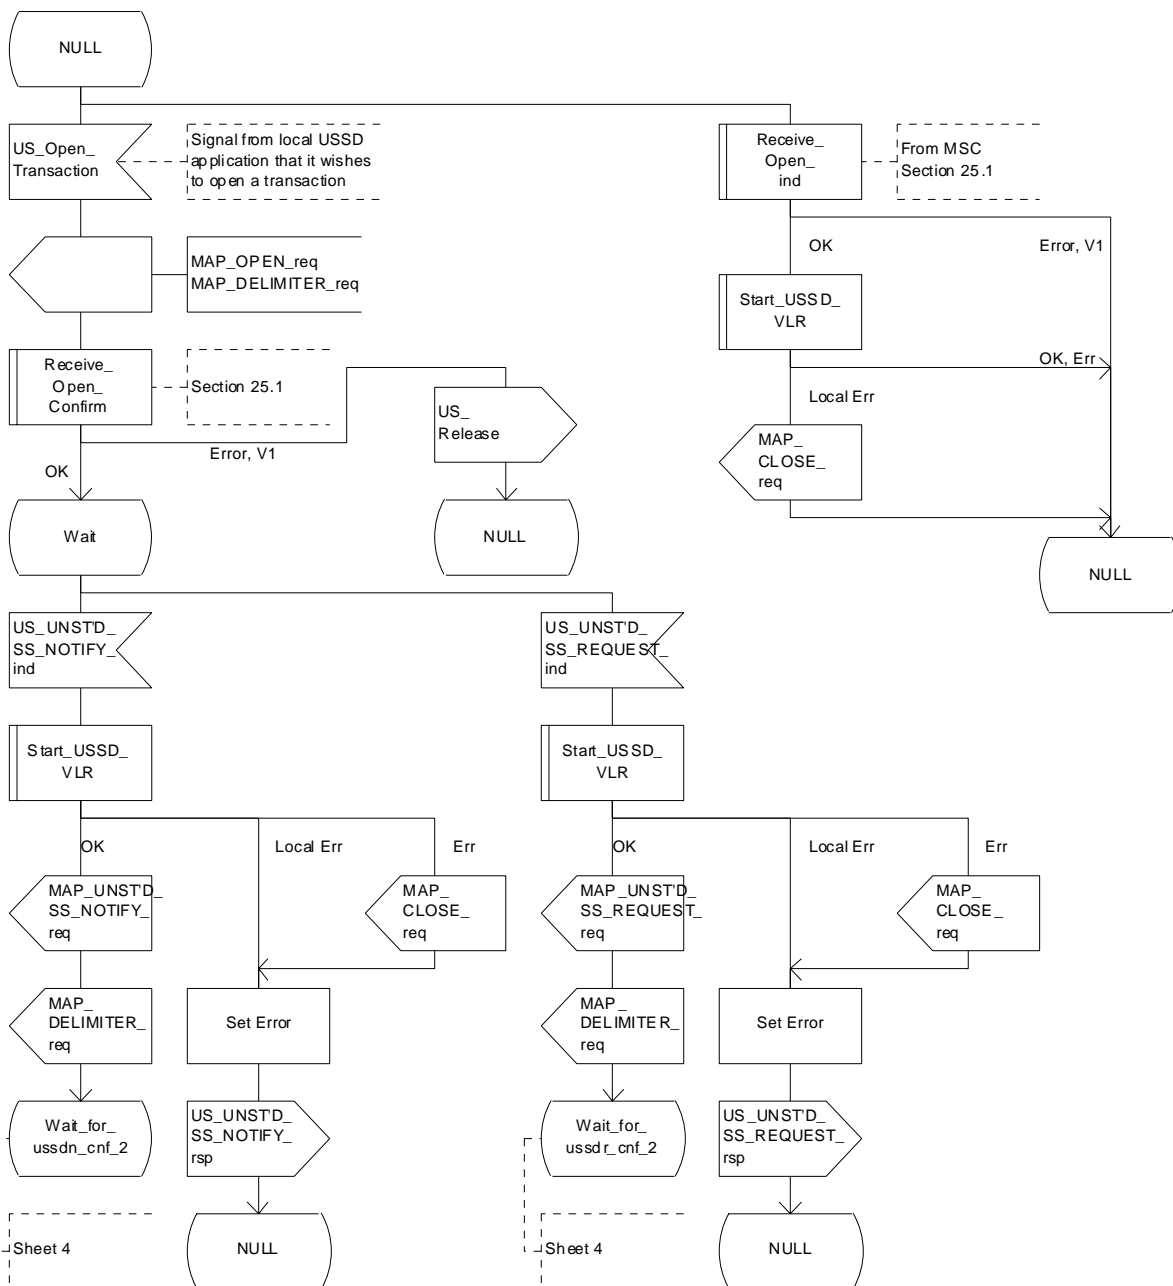 NULL
US_Open_
Transaction
Signal from local USSD
application that it wishes
to open a transaction
Receive_
Open_
ind
From MSC
Section 25.1
OK
Error, V1
MAP_OPEN_req
MAP_DELIMITER_req
Start_USSD_
VLR
Receive_
Open_
Confirm
Section 25.1
OK, Err
Local Err
US_
Release
MAP_
CLOSE_
req
Error, V1
OK
Wait
NULL
NULL
US_UNST'D_
SS_NOTIFY_
ind
US_UNST'D_
SS_REQUEST_
ind
Start_USSD_
VLR
Start_USSD_
VLR
OK
Local Err
Err
OK
Local Err
Err
MAP_UNST'D_
SS_NOTIFY_
req
MAP_
CLOSE_
req
MAP_UNST'D_
SS_REQUEST_
req
MAP_
CLOSE_
req
MAP_
DELIMITER_
req
Set Error
MAP_
DELIMITER_
req
Set Error
Wait_for_
ussdn_cnf_2
US_UNST'D_
SS_NOTIFY_
rsp
Wait_for_
ussdr_cnf_2
US_UNST'D_
SS_REQUEST_
rsp
Sheet 4
NULL
Sheet 4
NULL